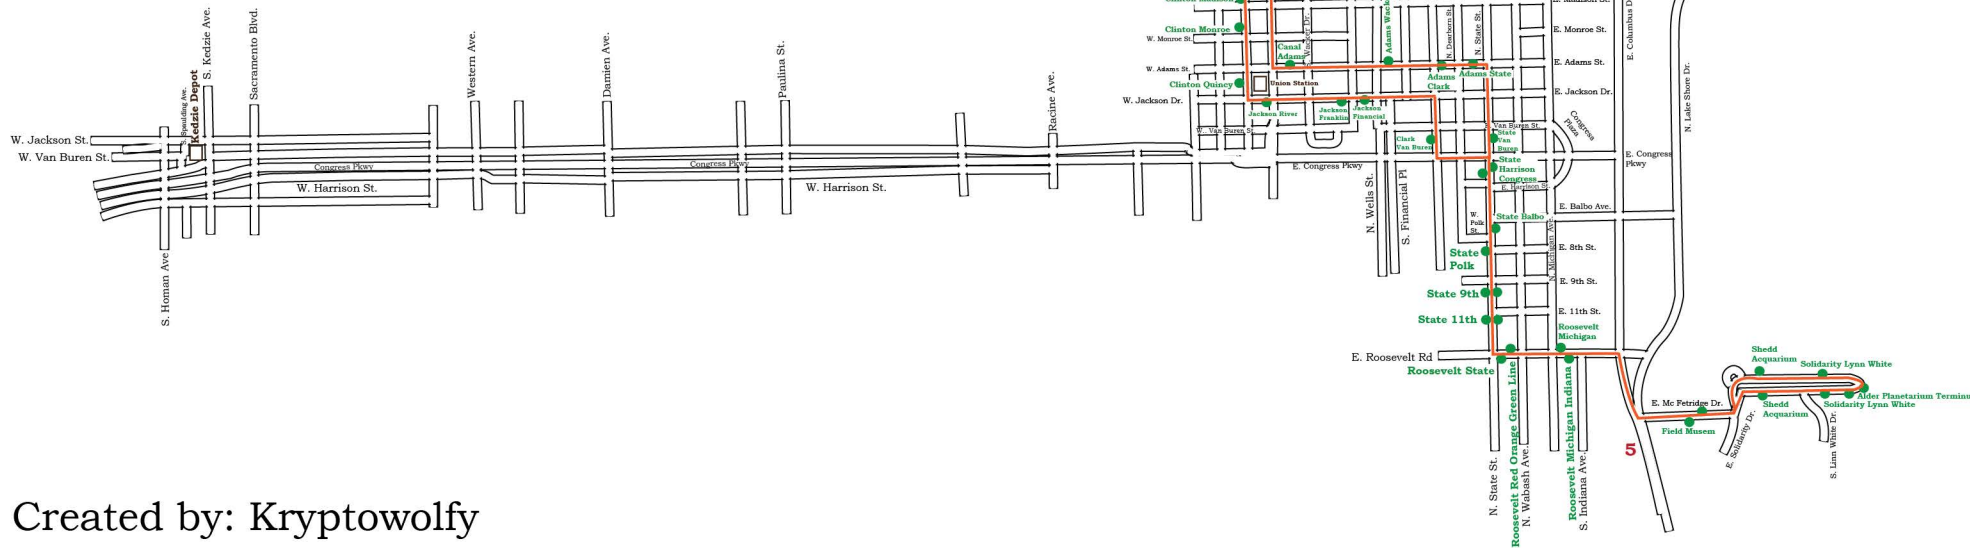 S. Kedzie Ave.
Sacramento Blvd.
Kedzie Depot
S. Spaulding Ave.
Western Ave.
Damien Ave.
Paulina St.
Racine Ave.
W. Jackson St.
W. Van Buren St.
Congress Pkwy
Congress Pkwy
W. Harrison St.
W. Harrison St.
S. Homan Ave
Clinton Monroe
W. Monroe St.
W. Adams St.
Clinton Quincy
W. Jackson Dr.
Canal
Adams
Union Station
Adams
Clark
Adams State
N. Dearborn St.
N. State St.
E. Columbus D
N. Lake Shore Dr.
E. Monroe St.
E. Adams St.
E. Jackson Dr.
Jackson River
Jackson
Franklin
Jackson
Financial
W. Van Buren St.
Van Buren St.
Congress
Plaza
Clark
Van Buren
State
Van
Buren
State
Harrison
Congress
E. Congress Pkwy
E. Congress
Pkwy
E. Harrison St.
N. Wells St.
S. Financial Pl
W.
Polk
St.
State Balbo
E. Balbo Ave.
N. Michigan Ave.
State
Polk
E. 8th St.
E. 9th St.
State 9th
State 11th
E. 11th St.
Roosevelt
Michigan
E. Roosevelt Rd
Roosevelt State
Shedd
Acquarium
Solidarity Lynn White
Alder Planetarium Terminu
Solidarity Lynn White
Shedd
Acquarium
E. Mc Fetridge Dr.
Field Musem
E. Solidarity Dr.
S. Linn White Dr.
5
N. State St.
Roosevelt Red Orange Green Line
N. Wabash Ave.
Roosevelt Michigan Indiana
S. Indiana Ave.
Created by: Kryptowolfy